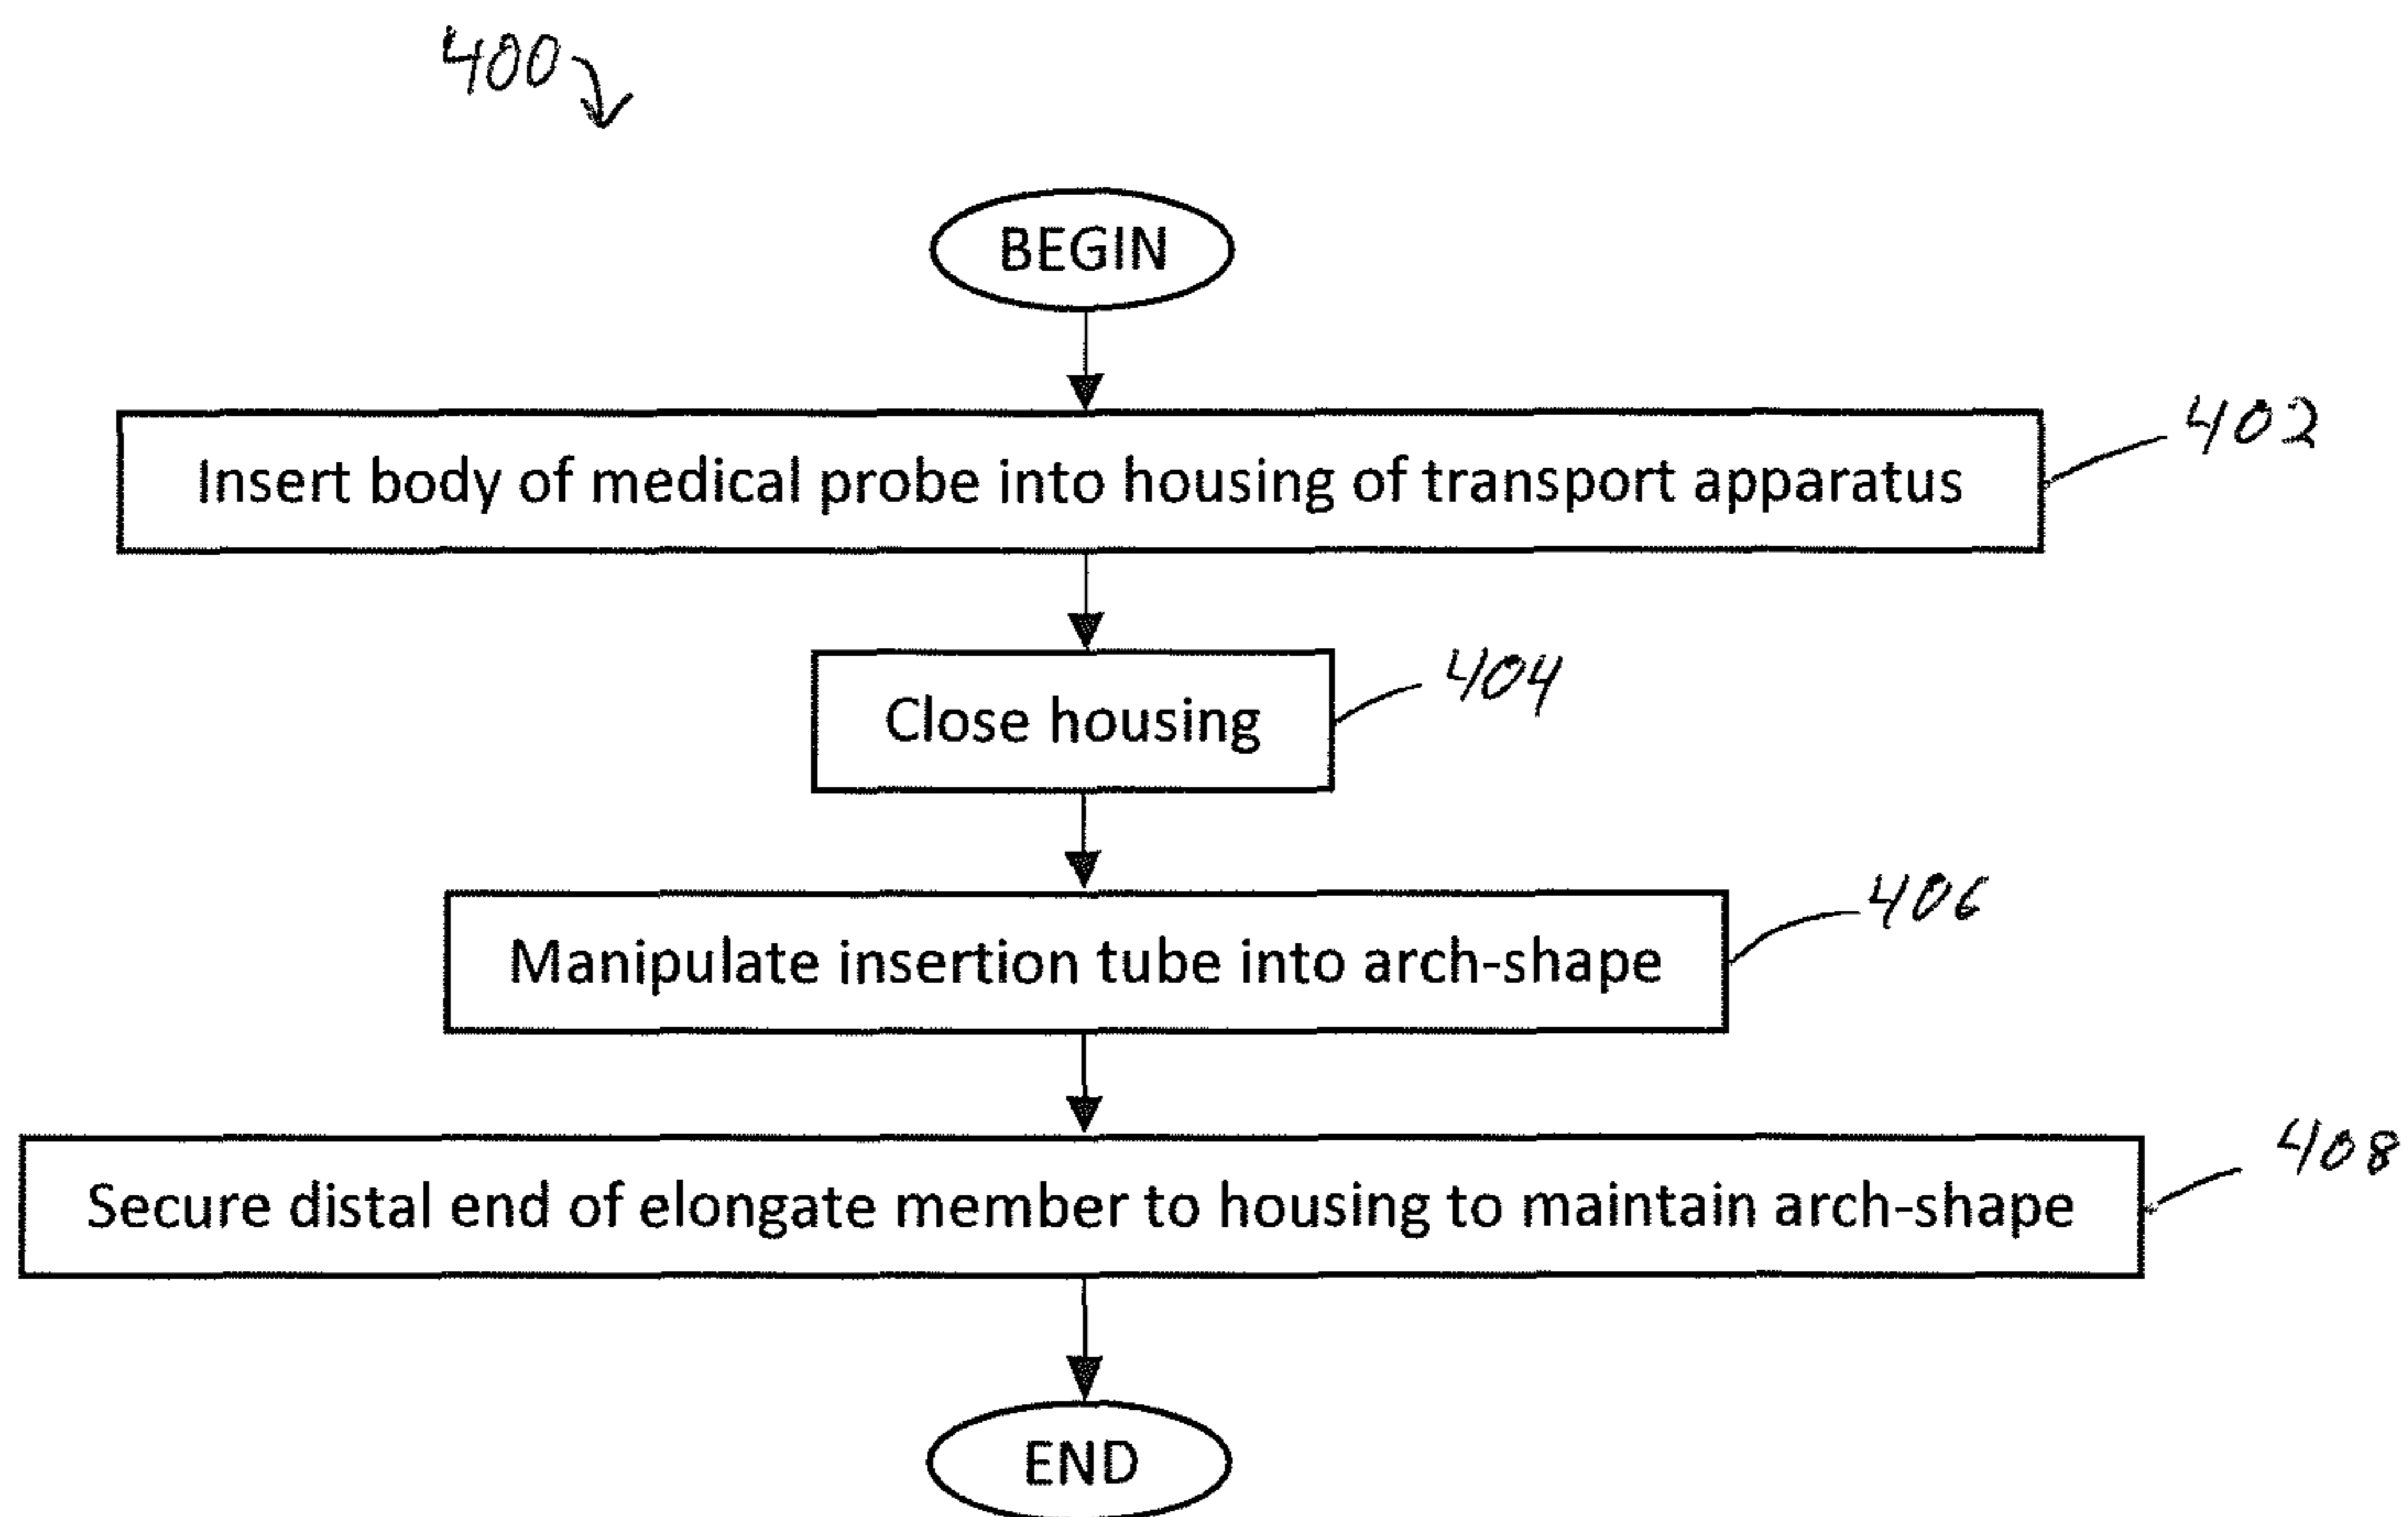 400
BEGIN
Insert body of medical probe into housing of transport apparatus
402
Close housing
404
Manipulate insertion tube into arch-shape
406
Secure distal end of elongate member to housing to maintain arch-shape
408
END